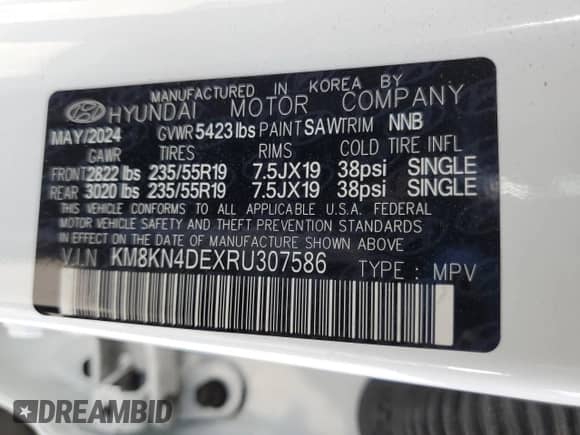 MANUFACTURED IN KOREA BY
HYUNDAI MOTOR COMPANY
MAY/2024 GVWR 5423 lbs PAINT SAW TRIM NNB
GAWR TIRES RIMS COLD TIRE INFL
FRONT 2822 lbs 235/55R19 7.5JX19 38psi SINGLE
REAR 3020 lbs 235/55R19 7.5JX19 38psi SINGLE
THIS VEHICLE CONFORMS TO ALL APPLICABLE U.S.A. FEDERAL
MOTOR VEHICLE SAFETY AND THEFT PREVENTION STANDARDS
IN EFFECT ON THE DATE OF MANUFACTURE SHOWN ABOVE.
V.I.N KM8KN4DEXRU307586 TYPE : MPV
DREAMBID